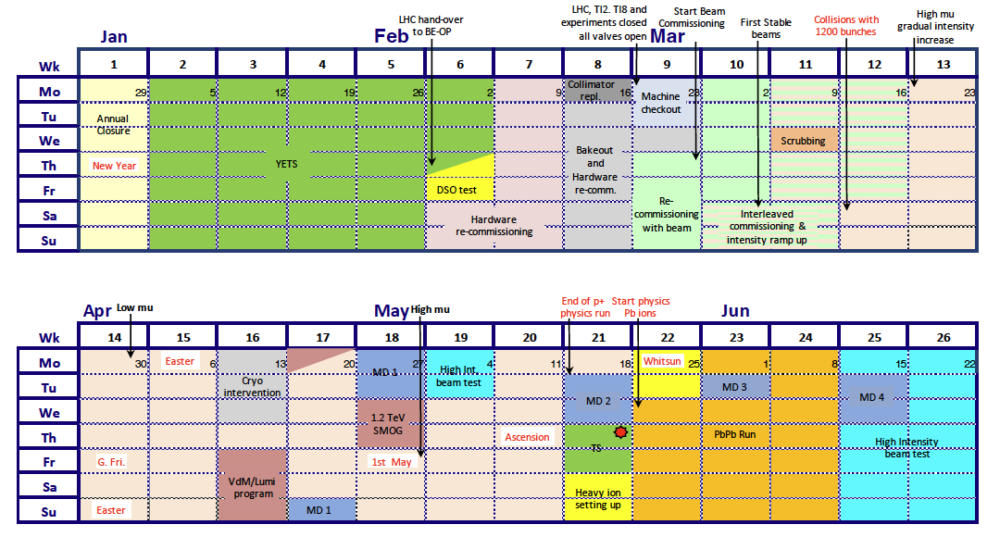 LHC hand-over
to BE-OP
LHC, TI2. TI8 and
experiments closed
all valves open
Start Beam
Commissioning
First Stable
beams
Collisions with
1200 bunches
High mu
gradual intensity
increase
Jan Feb Mar
Wk 1 2 3 4 5 6 7 8 9 10 11 12 13
Mo 29 5 12 19 26 2 9 Collimator repl. 16 23 2 9 16 23
Machine
checkout
Tu
Annual
Closure
We
Scrubbing
Th
New Year
YETS
Bakeout
and
Hardware
re-comm.
Fr
DSO test
Re-
commissioning
with beam
Sa
Hardware
re-commissioning
Interleaved
commissioning &
intensity ramp up
Su
Apr Low mu May High mu
End of p+
physics run
Start physics
Pb ions
Jun
Wk 14 15 16 17 18 19 20 21 22 23 24 25 26
Mo 30 Easter 6 13 20 27 4 11 18 Whitsun 25 1 8 15 22
MD 1
High Int.
beam test
Tu
Cryo
intervention
MD 2
MD 3
MD 4
We
1.2 TeV
SMOG
Th
Ascension
TS
PbPb Run
High Intensity
beam test
Fr
G. Fri.
1st May
Sa
VdM/Lumi
program
Heavy ion
setting up
Su
Easter
MD 1